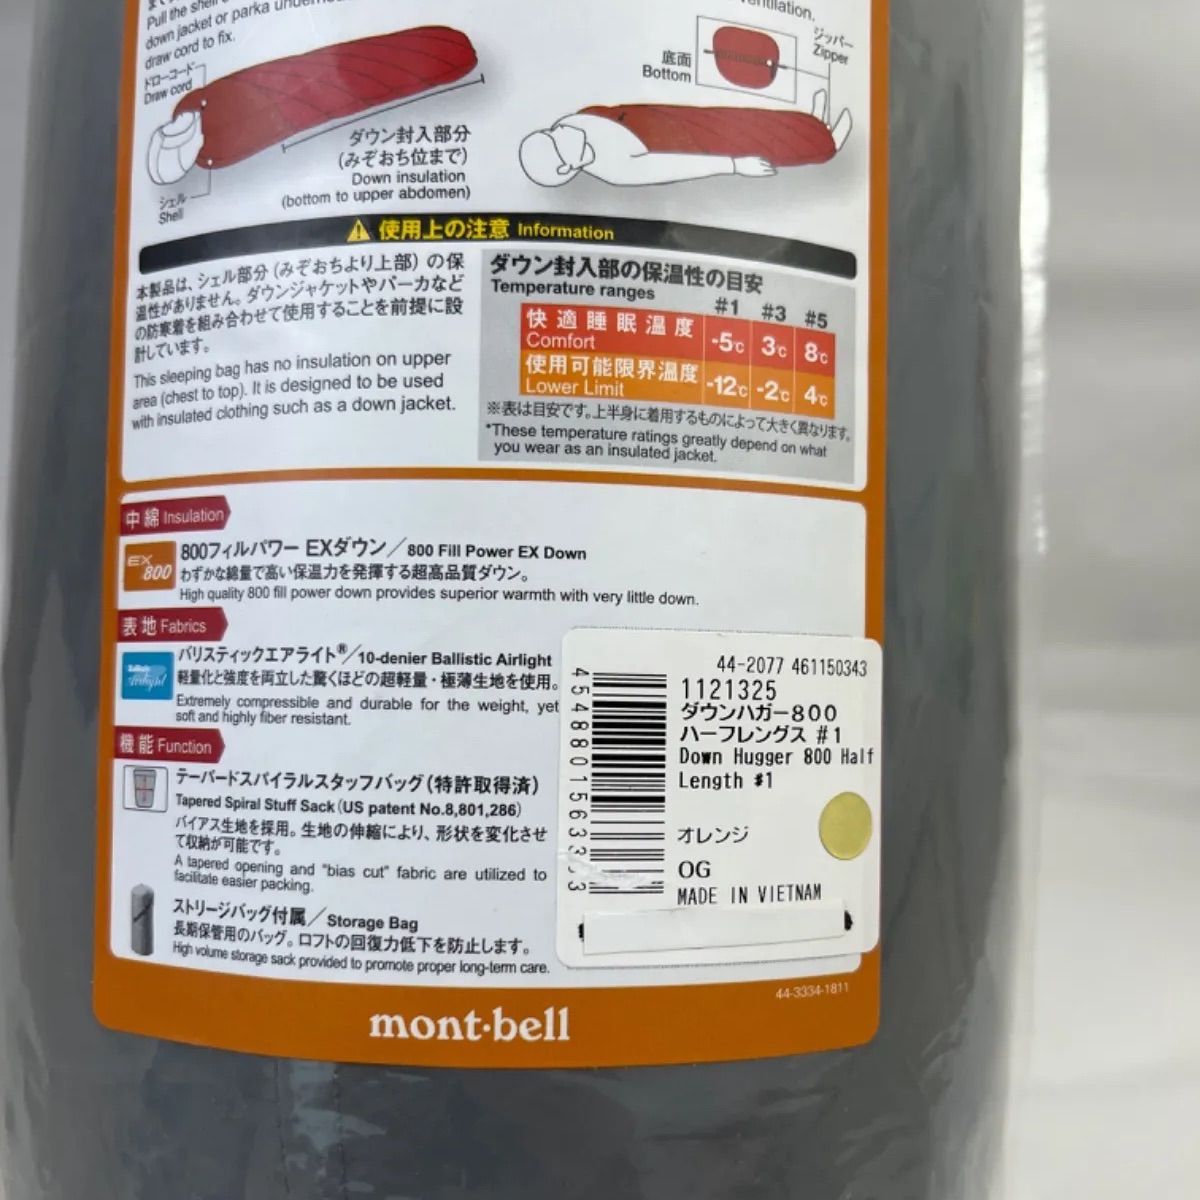 Pull the shell
down jacket or parka
draw cord to fix.
ドローコード
Draw cord
シェル
Shell
ダウン封入部分
(みぞおち位まで)
Down insulation
(bottom to upper abdomen)
ventilation,
底面
Bottom
ジッパー
Zipper
使用上の注意 Information
本製品は、シェル部分(みぞおちより上部)の保
温性がありません。ダウンジャケットやパーカなど
の防寒着を組み合わせて使用することを前提に設
計しています。
This sleeping bag has no insulation on upper
area (chest to top). It is designed to be used
with insulated clothing such as a down jacket.
ダウン封入部の保温性の目安
Temperature ranges
#1 #3 #5
快適睡眠温度
Comfort
-5℃ 3℃ 8℃
使用可能限界温度
Lower Limit
-12℃ -2℃ 4℃
※表は目安です。上半身に着用するものによって大きく異なります。
*These temperature ratings greatly depend on what
you wear as an insulated jacket.
中綿 Insulation
EX
800
800フィルパワー EXダウン/800 Fill Power EX Down
わずかな綿量で高い保温力を発揮する超高品質ダウン。
High quality 800 fill power down provides superior warmth with very little down.
表地 Fabrics
バリスティックエアライト®/10-denier Ballistic Airlight
軽量化と強度を両立した驚くほどの超軽量・極薄生地を使用。
Extremely compressible and durable for the weight, yet
soft and highly fiber resistant.
機能 Function
テーパードスパイラルスタッフバッグ(特許取得済)
Tapered Spiral Stuff Sack(US patent No.8,801,286)
バイアス生地を採用。生地の伸縮により、形状を変化させ
て収納が可能です。
A tapered opening and "bias cut" fabric are utilized to
facilitate easier packing.
ストリージバッグ付属/Storage Bag
長期保管用のバッグ。ロフトの回復力低下を防止します。
High volume storage sack provided to promote proper long-term care.
44-2077 461150343
1121325
ダウンハガー800
ハーフレングス #1
Down Hugger 800 Half
Length #1
オレンジ
OG
MADE IN VIETNAM
44-3334-1811
mont-bell